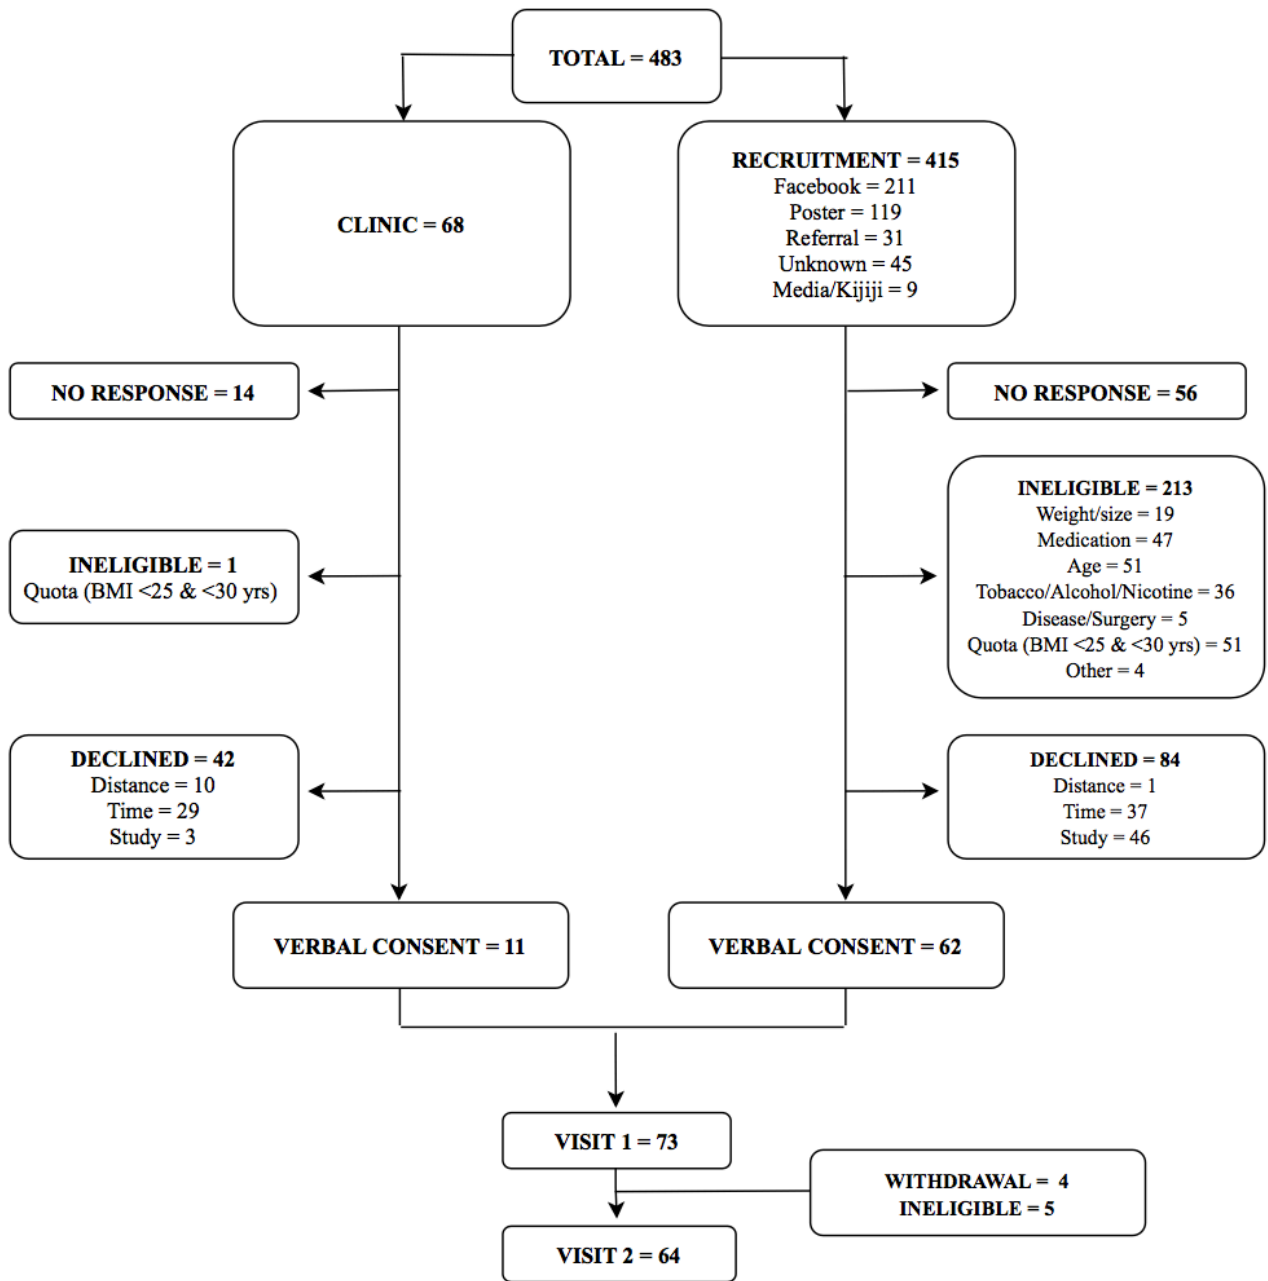 TOTAL = 483
CLINIC = 68
RECRUITMENT = 415
Facebook = 211
Poster = 119
Referral = 31
Unknown = 45
Media/Kijiji = 9
NO RESPONSE = 14
NO RESPONSE = 56
INELIGIBLE = 1
Quota (BMI <25 & <30 yrs)
INELIGIBLE = 213
Weight/size = 19
Medication = 47
Age = 51
Tobacco/Alcohol/Nicotine = 36
Disease/Surgery = 5
Quota (BMI <25 & <30 yrs) = 51
Other = 4
DECLINED = 42
Distance = 10
Time = 29
Study = 3
DECLINED = 84
Distance = 1
Time = 37
Study = 46
VERBAL CONSENT = 11
VERBAL CONSENT = 62
VISIT 1 = 73
WITHDRAWAL = 4
INELIGIBLE = 5
VISIT 2 = 64